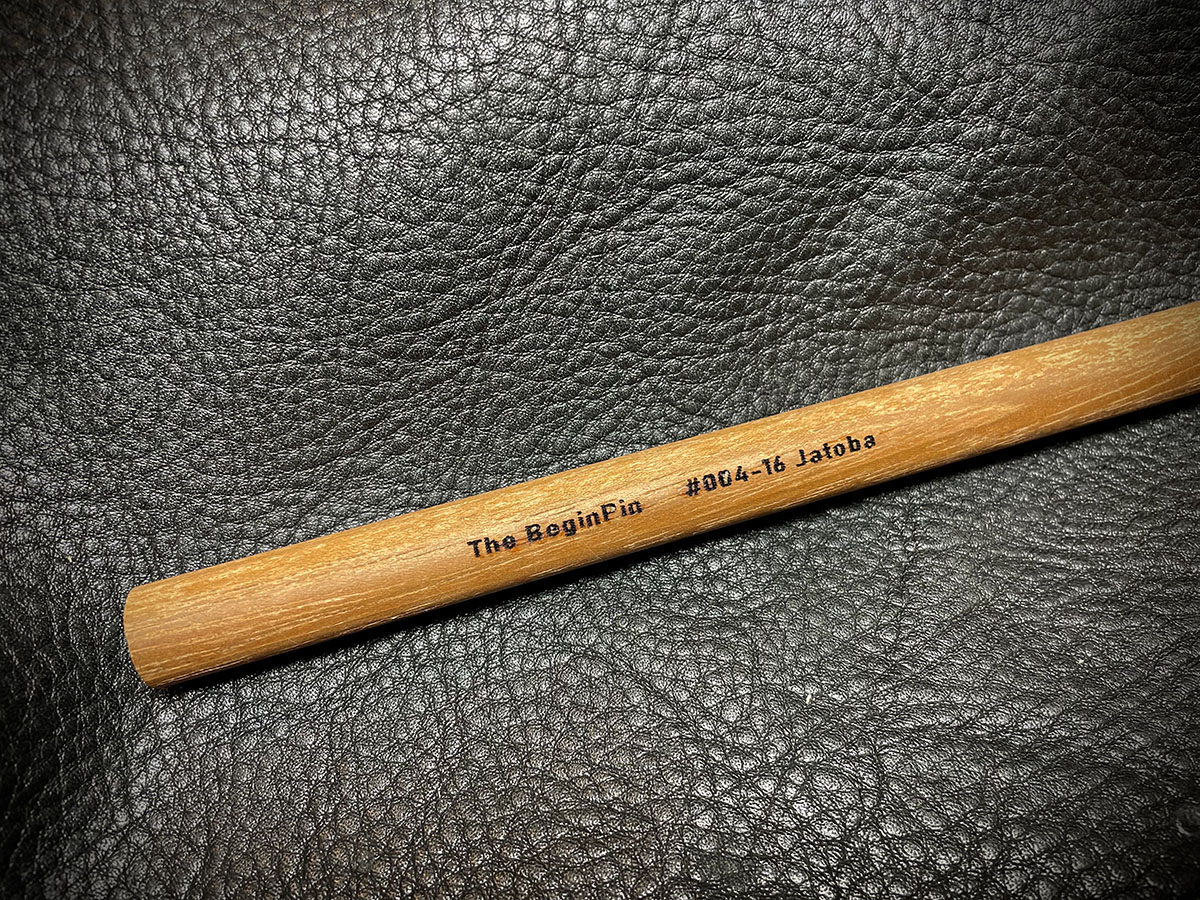 The BeginPin #004-16 Jatoba